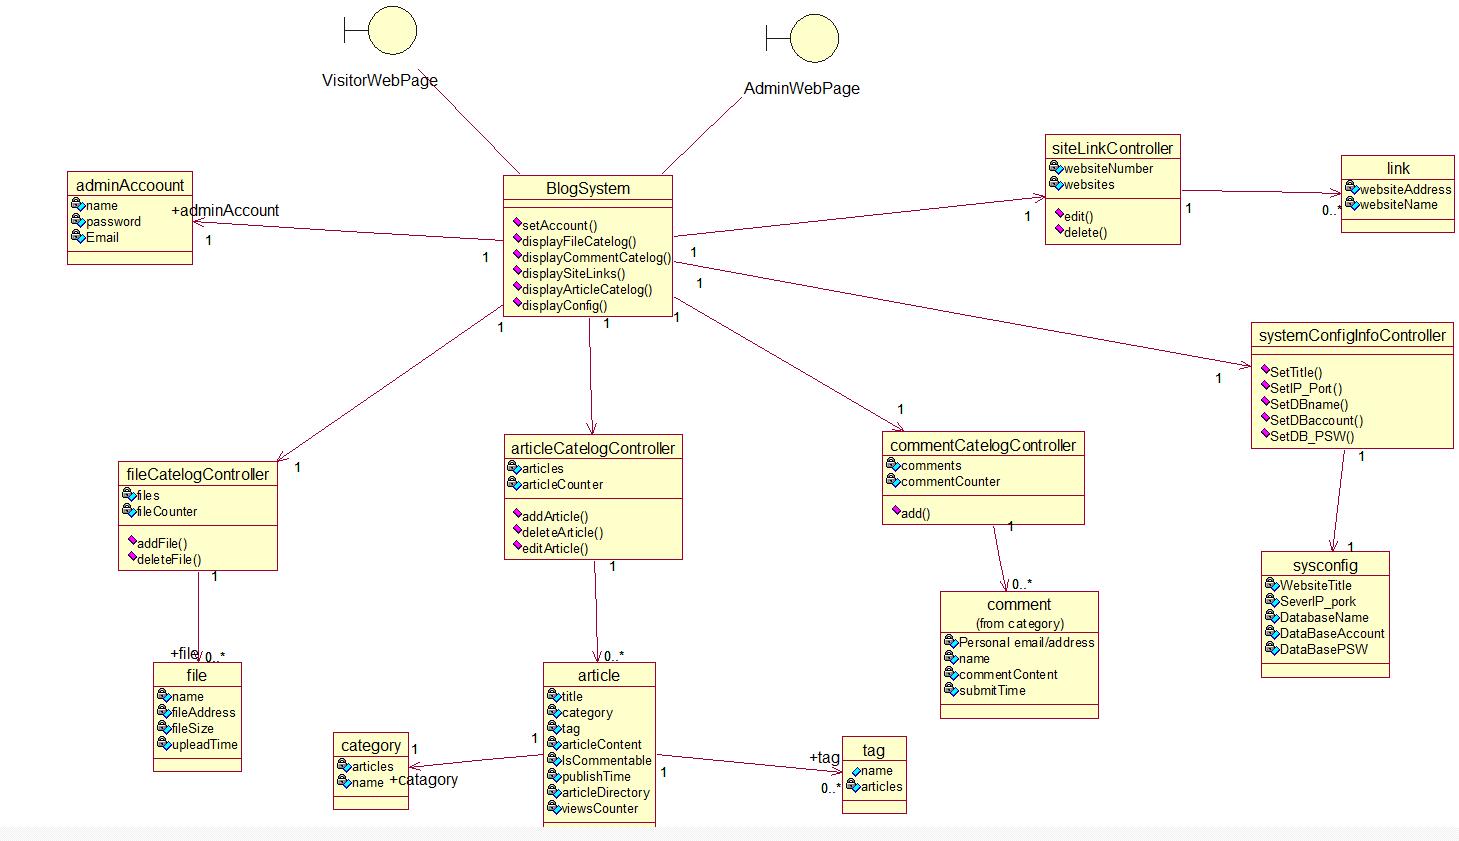 VisitorWebPage
AdminWebPage
adminAccoount
name
password
Email
+adminAccount
1
1
BlogSystem
setAccount()
displayFileCatelog()
displayCommentCatelog()
displaySiteLinks()
displayArticleCatelog()
displayConfig()
siteLinkController
websiteNumber
websites
edit()
delete()
1
1
1
0..*
link
websiteAddress
websiteName
1
1
systemConfigInfoController
SetTitle()
SetIP_Port()
SetDBname()
SetDBaccount()
SetDB_PSW()
1
1
sysconfig
WebsiteTitle
SeverIP_pork
DatabaseName
DataBaseAccount
DataBasePSW
1
1
1
1
1
fileCatelogController
files
fileCounter
addFile()
deleteFile()
1
+file
0..*
file
name
fileAddress
fileSize
upleadTime
articleCatelogController
articles
articleCounter
addArticle()
deleteArticle()
editArticle()
1
0..*
article
title
category
tag
articleContent
IsCommentable
publishTime
articleDirectory
viewsCounter
commentCatelogController
comments
commentCounter
add()
1
0..*
comment
(from category)
Personal email/address
name
commentContent
submitTime
category
articles
name
1
+catagory
1
1
+tag
0..*
tag
name
articles